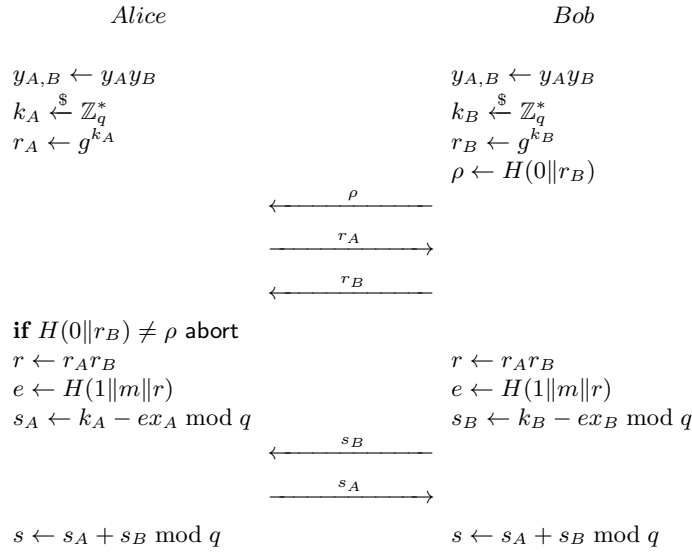 Alice Bob
y_{A,B} ← y_A y_B y_{A,B} ← y_A y_B
k_A ←$ ℤ_q^* k_B ←$ ℤ_q^*
r_A ← g^{k_A} r_B ← g^{k_B}
ρ ← H(0‖r_B)
ρ
r_A
r_B
if H(0‖r_B) ≠ ρ abort
r ← r_A r_B r ← r_A r_B
e ← H(1‖m‖r) e ← H(1‖m‖r)
s_A ← k_A − ex_A mod q s_B ← k_B − ex_B mod q
s_B
s_A
s ← s_A + s_B mod q s ← s_A + s_B mod q